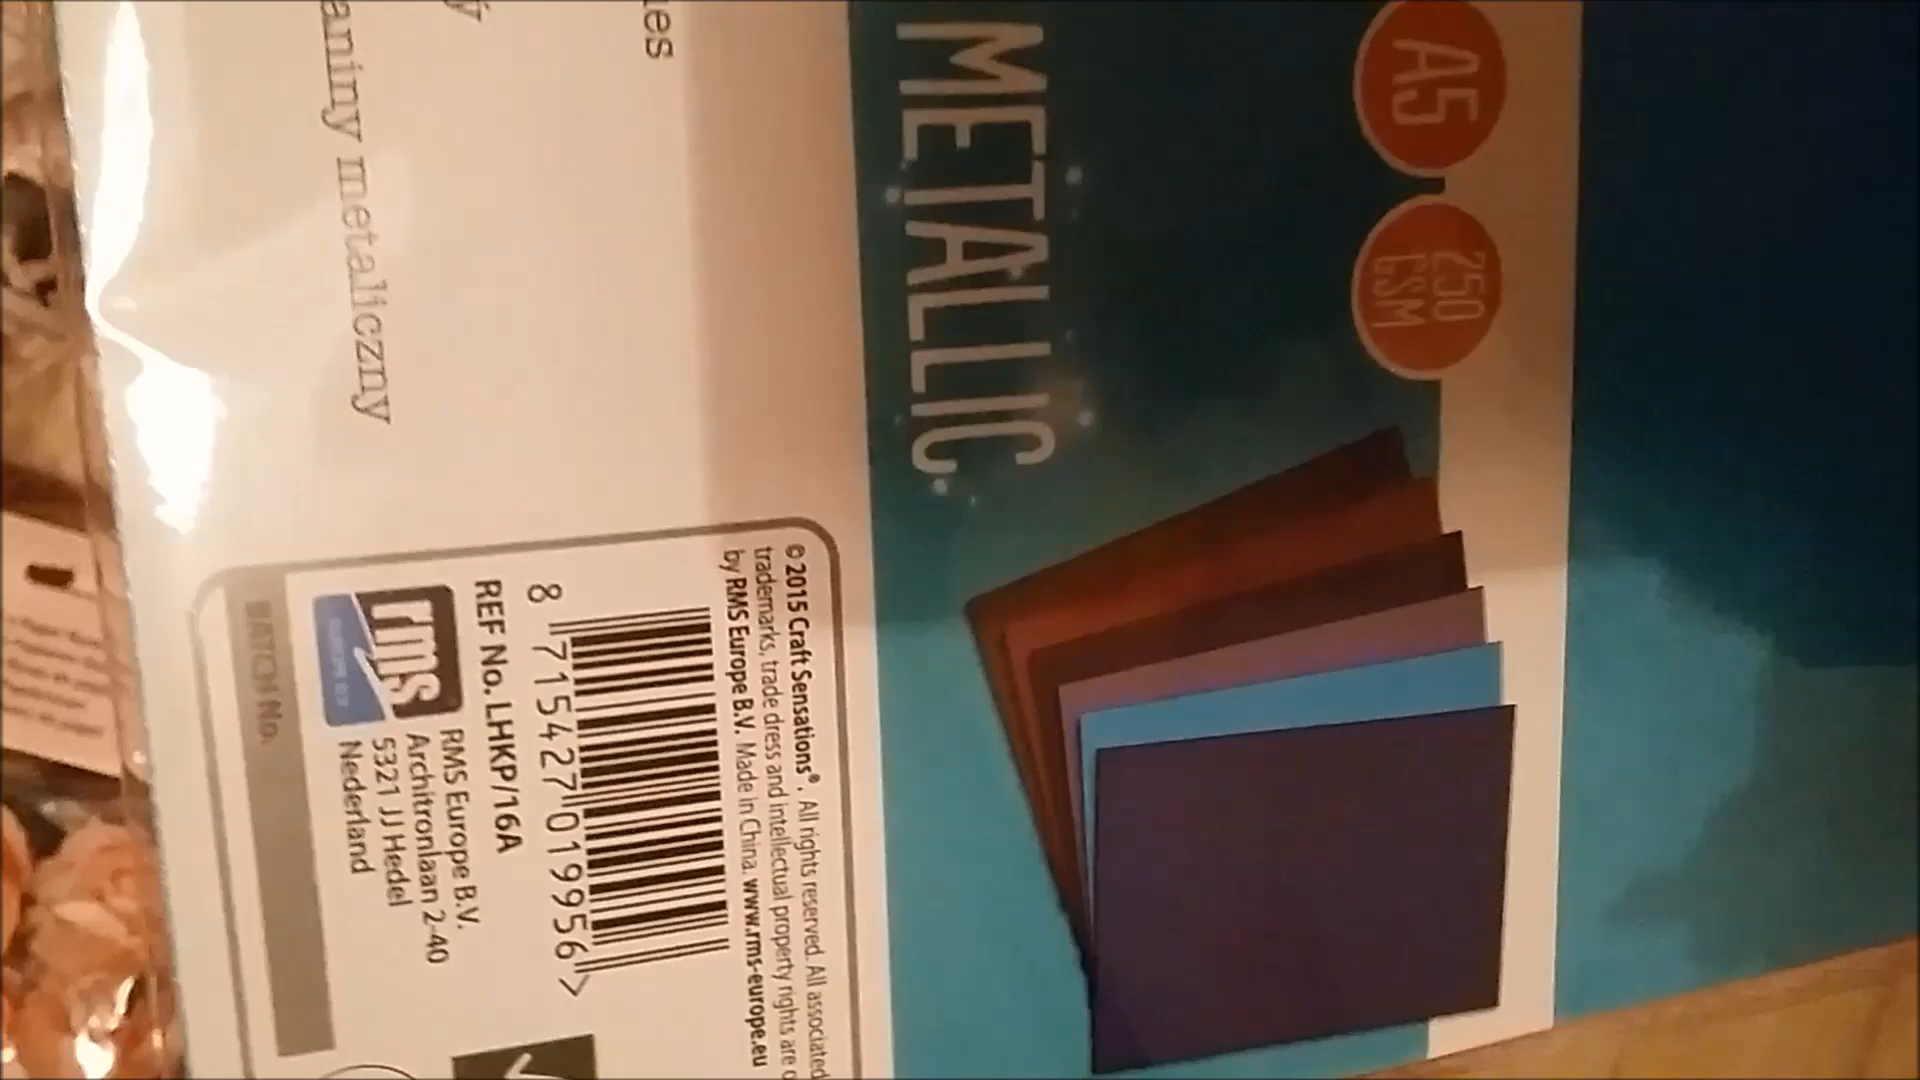 A5
250
GSM
METALLIC
es
aniny metaliczny
© 2015 Craft Sensations®. All rights reserved. All associated
trademarks, trade dress and intellectual property rights are
by RMS Europe B.V. Made in China. www.rms-europe.eu
8 715427 019956 >
REF No. LHKP/16A
rms
RMS Europe B.V.
Architronlaan 2-40
5321 JJ Hedel
Nederland
BATCH No.